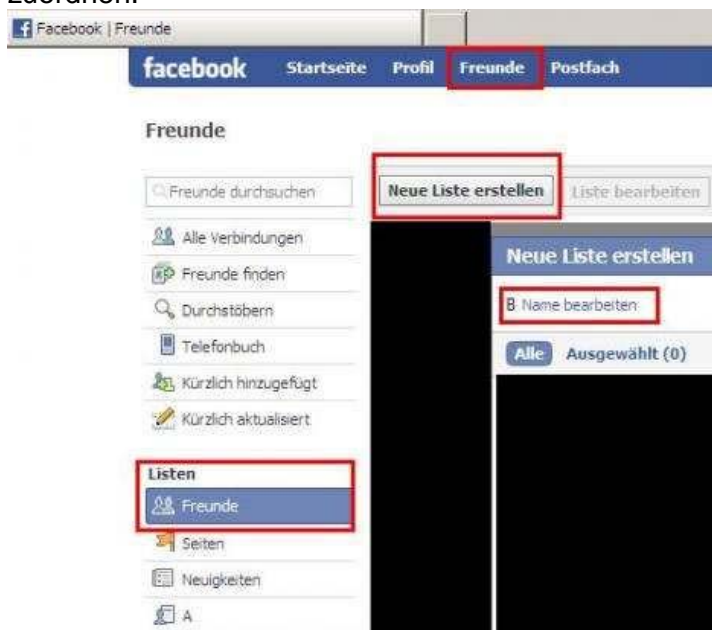 zuordnen.
Facebook | Freunde
facebook Startseite Profil Freunde Postfach
Freunde
Freunde durchsuchen
Neue Liste erstellen Liste bearbeiten
Alle Verbindungen
Neue Liste erstellen
Freunde finden
B Name bearbeiten
Durchstöbern
Telefonbuch
Alle Ausgewählt (0)
Kürzlich hinzugefügt
Kürzlich aktualisiert
Listen
Freunde
Seiten
Neuigkeiten
A